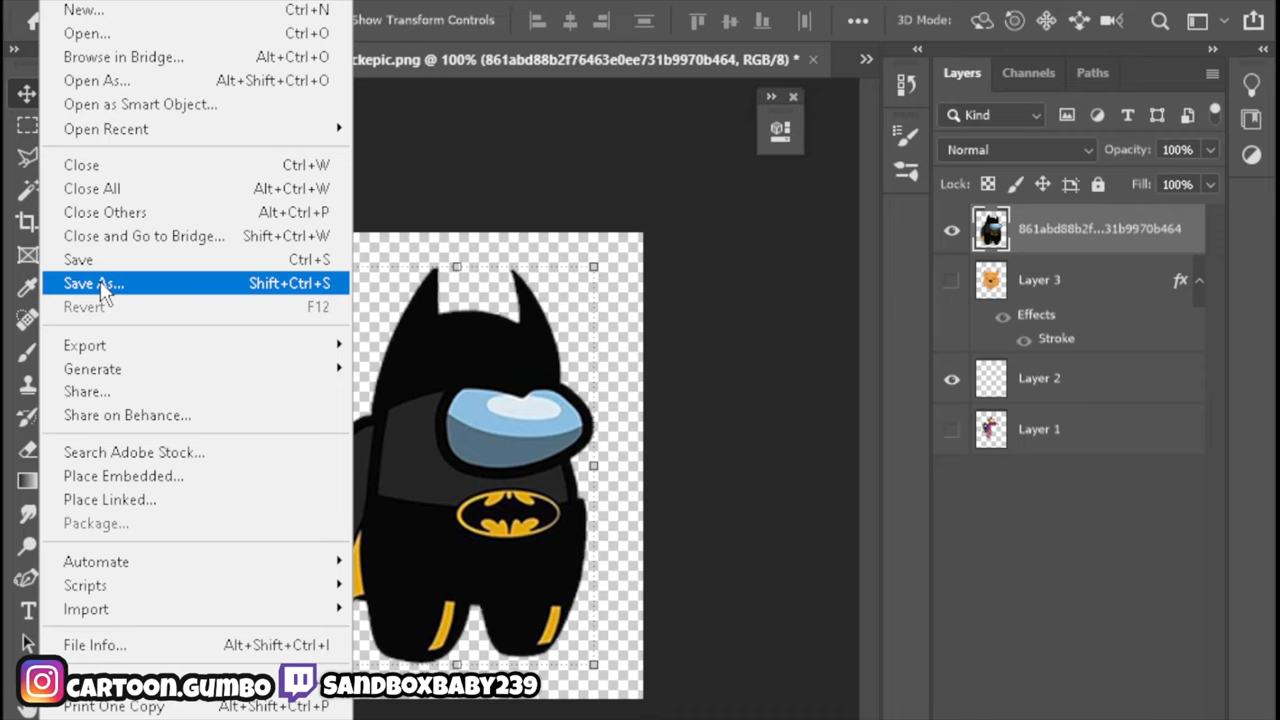 New... Ctrl+N
Show Transform Controls
3D Mode:
Open... Ctrl+O
Browse in Bridge... Alt+Ctrl+O
ckepic.png @ 100% (861abd88b2f76463e0ee731b9970b464, RGB/8) *
Open As... Alt+Shift+Ctrl+O
Open as Smart Object...
Open Recent
Close Ctrl+W
Close All Alt+Ctrl+W
Close Others Alt+Ctrl+P
Close and Go to Bridge... Shift+Ctrl+W
Save Ctrl+S
Save As... Shift+Ctrl+S
Revert F12
Export
Generate
Share...
Share on Behance...
Search Adobe Stock...
Place Embedded...
Place Linked...
Package...
Automate
Scripts
Import
File Info... Alt+Shift+Ctrl+I
Print One Copy Alt+Shift+Ctrl+P
Layers Channels Paths
Kind
Normal Opacity: 100%
Lock: Fill: 100%
861abd88b2f...31b9970b464
Layer 3 fx
Effects
Stroke
Layer 2
Layer 1
CARTOON.GUMBO SANDBOXBABY239